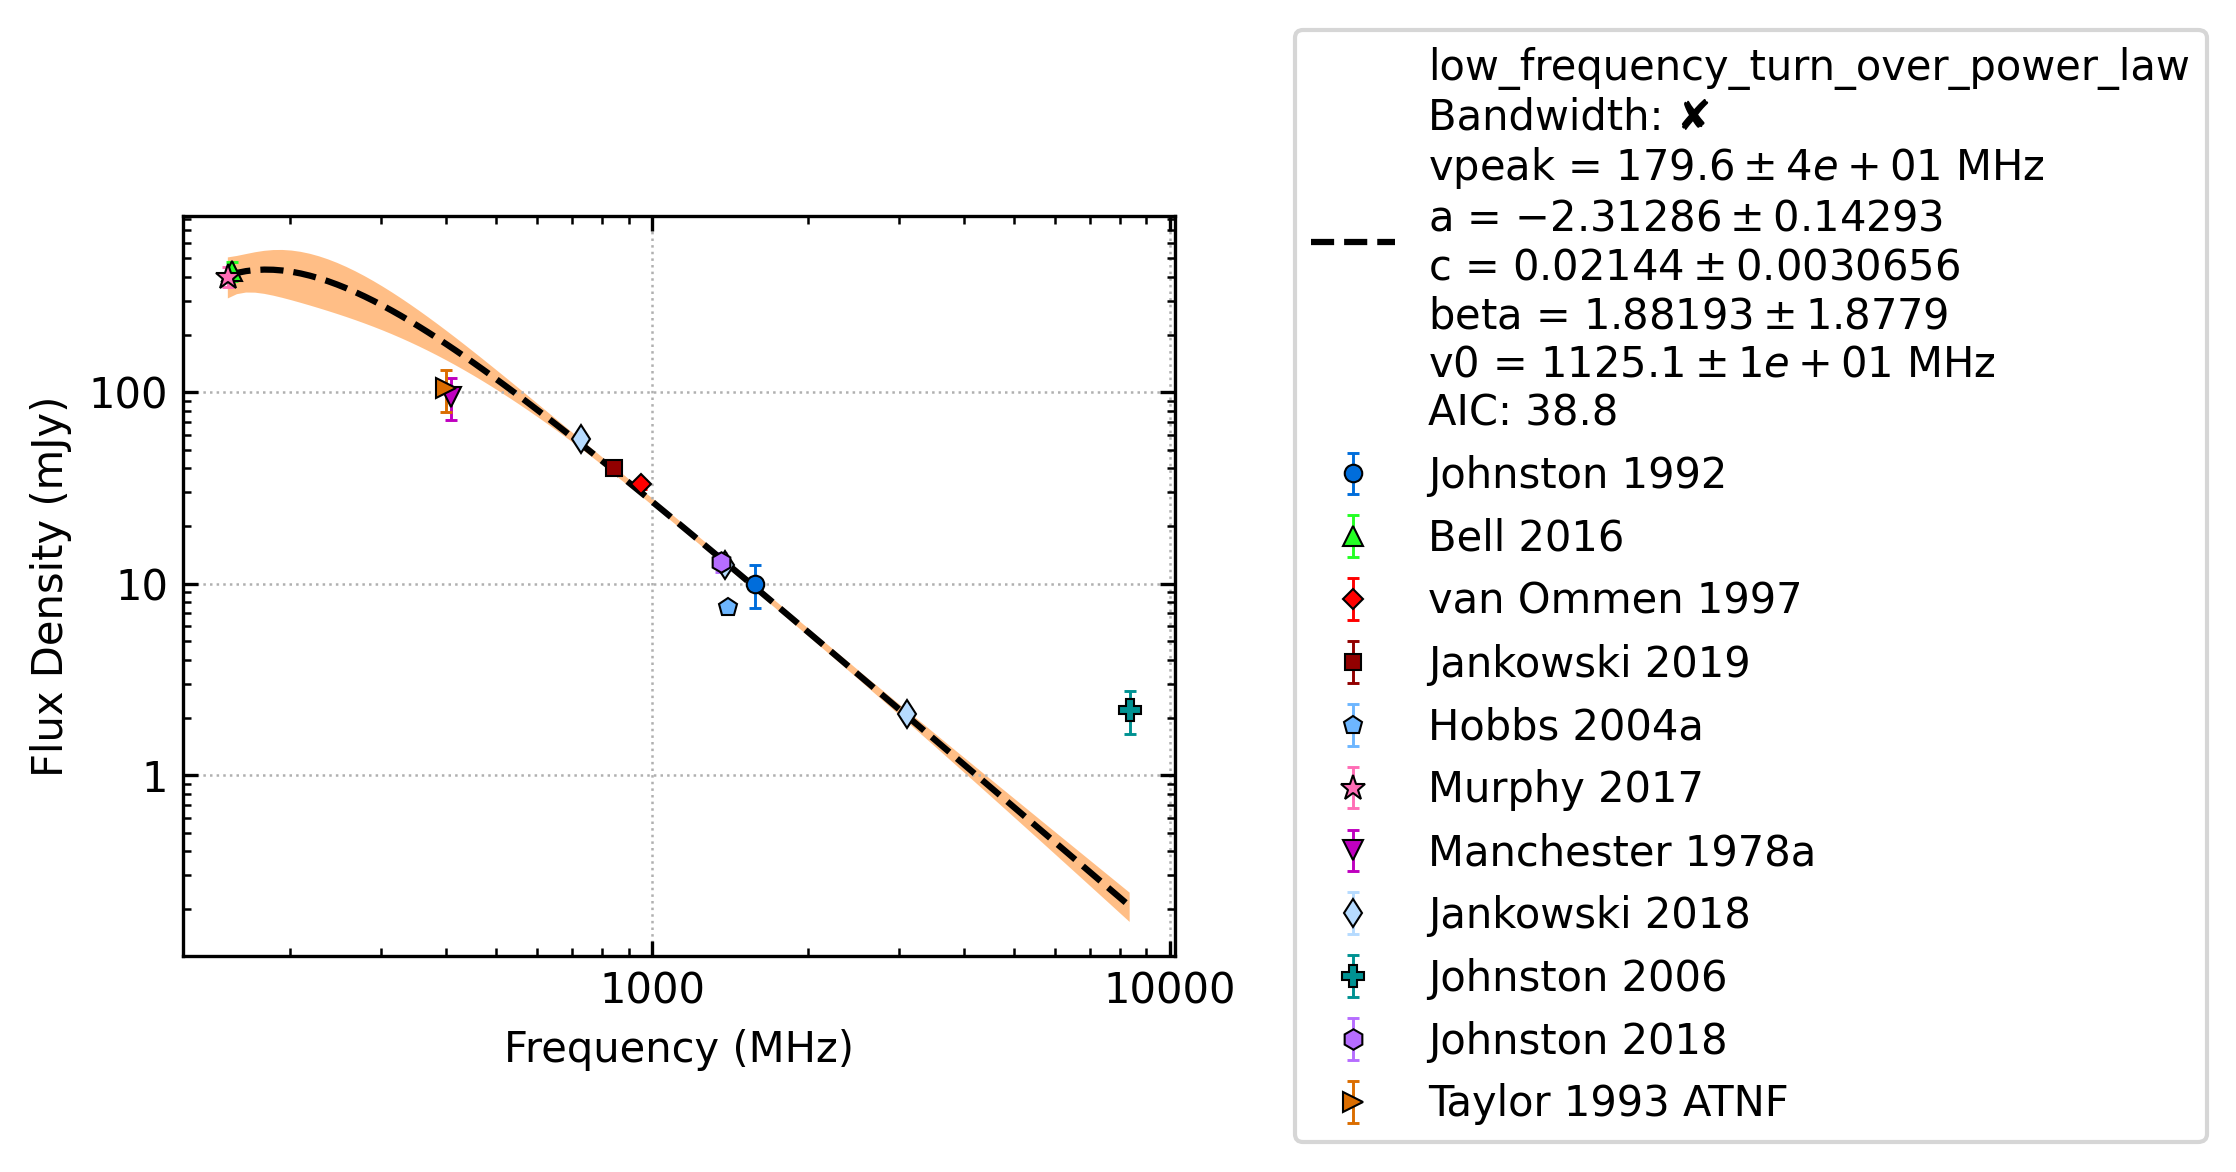 100
10
1
1000
10000
Flux Density (mJy)
Frequency (MHz)
low_frequency_turn_over_power_law
Bandwidth: ✘
vpeak = 179.6 ± 4e + 01 MHz
a = −2.31286 ± 0.14293
c = 0.02144 ± 0.0030656
beta = 1.88193 ± 1.8779
v0 = 1125.1 ± 1e + 01 MHz
AIC: 38.8
Johnston 1992
Bell 2016
van Ommen 1997
Jankowski 2019
Hobbs 2004a
Murphy 2017
Manchester 1978a
Jankowski 2018
Johnston 2006
Johnston 2018
Taylor 1993 ATNF